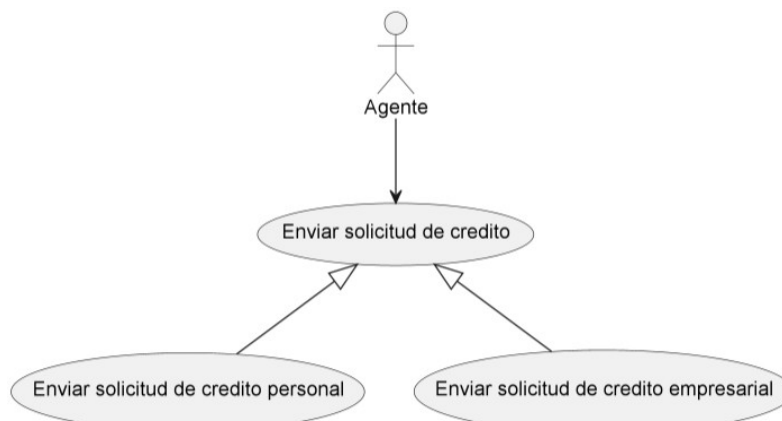 Agente
Enviar solicitud de credito
Enviar solicitud de credito personal
Enviar solicitud de credito empresarial